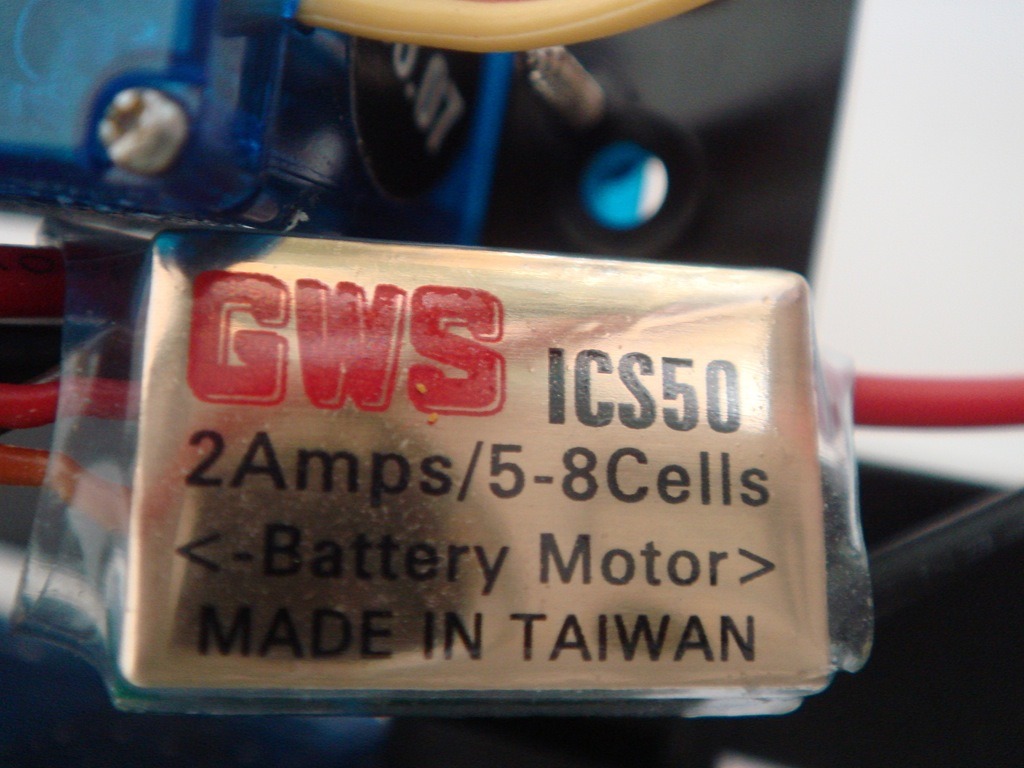 GWS ICS50
2Amps/5-8Cells
<-Battery Motor>
MADE IN TAIWAN